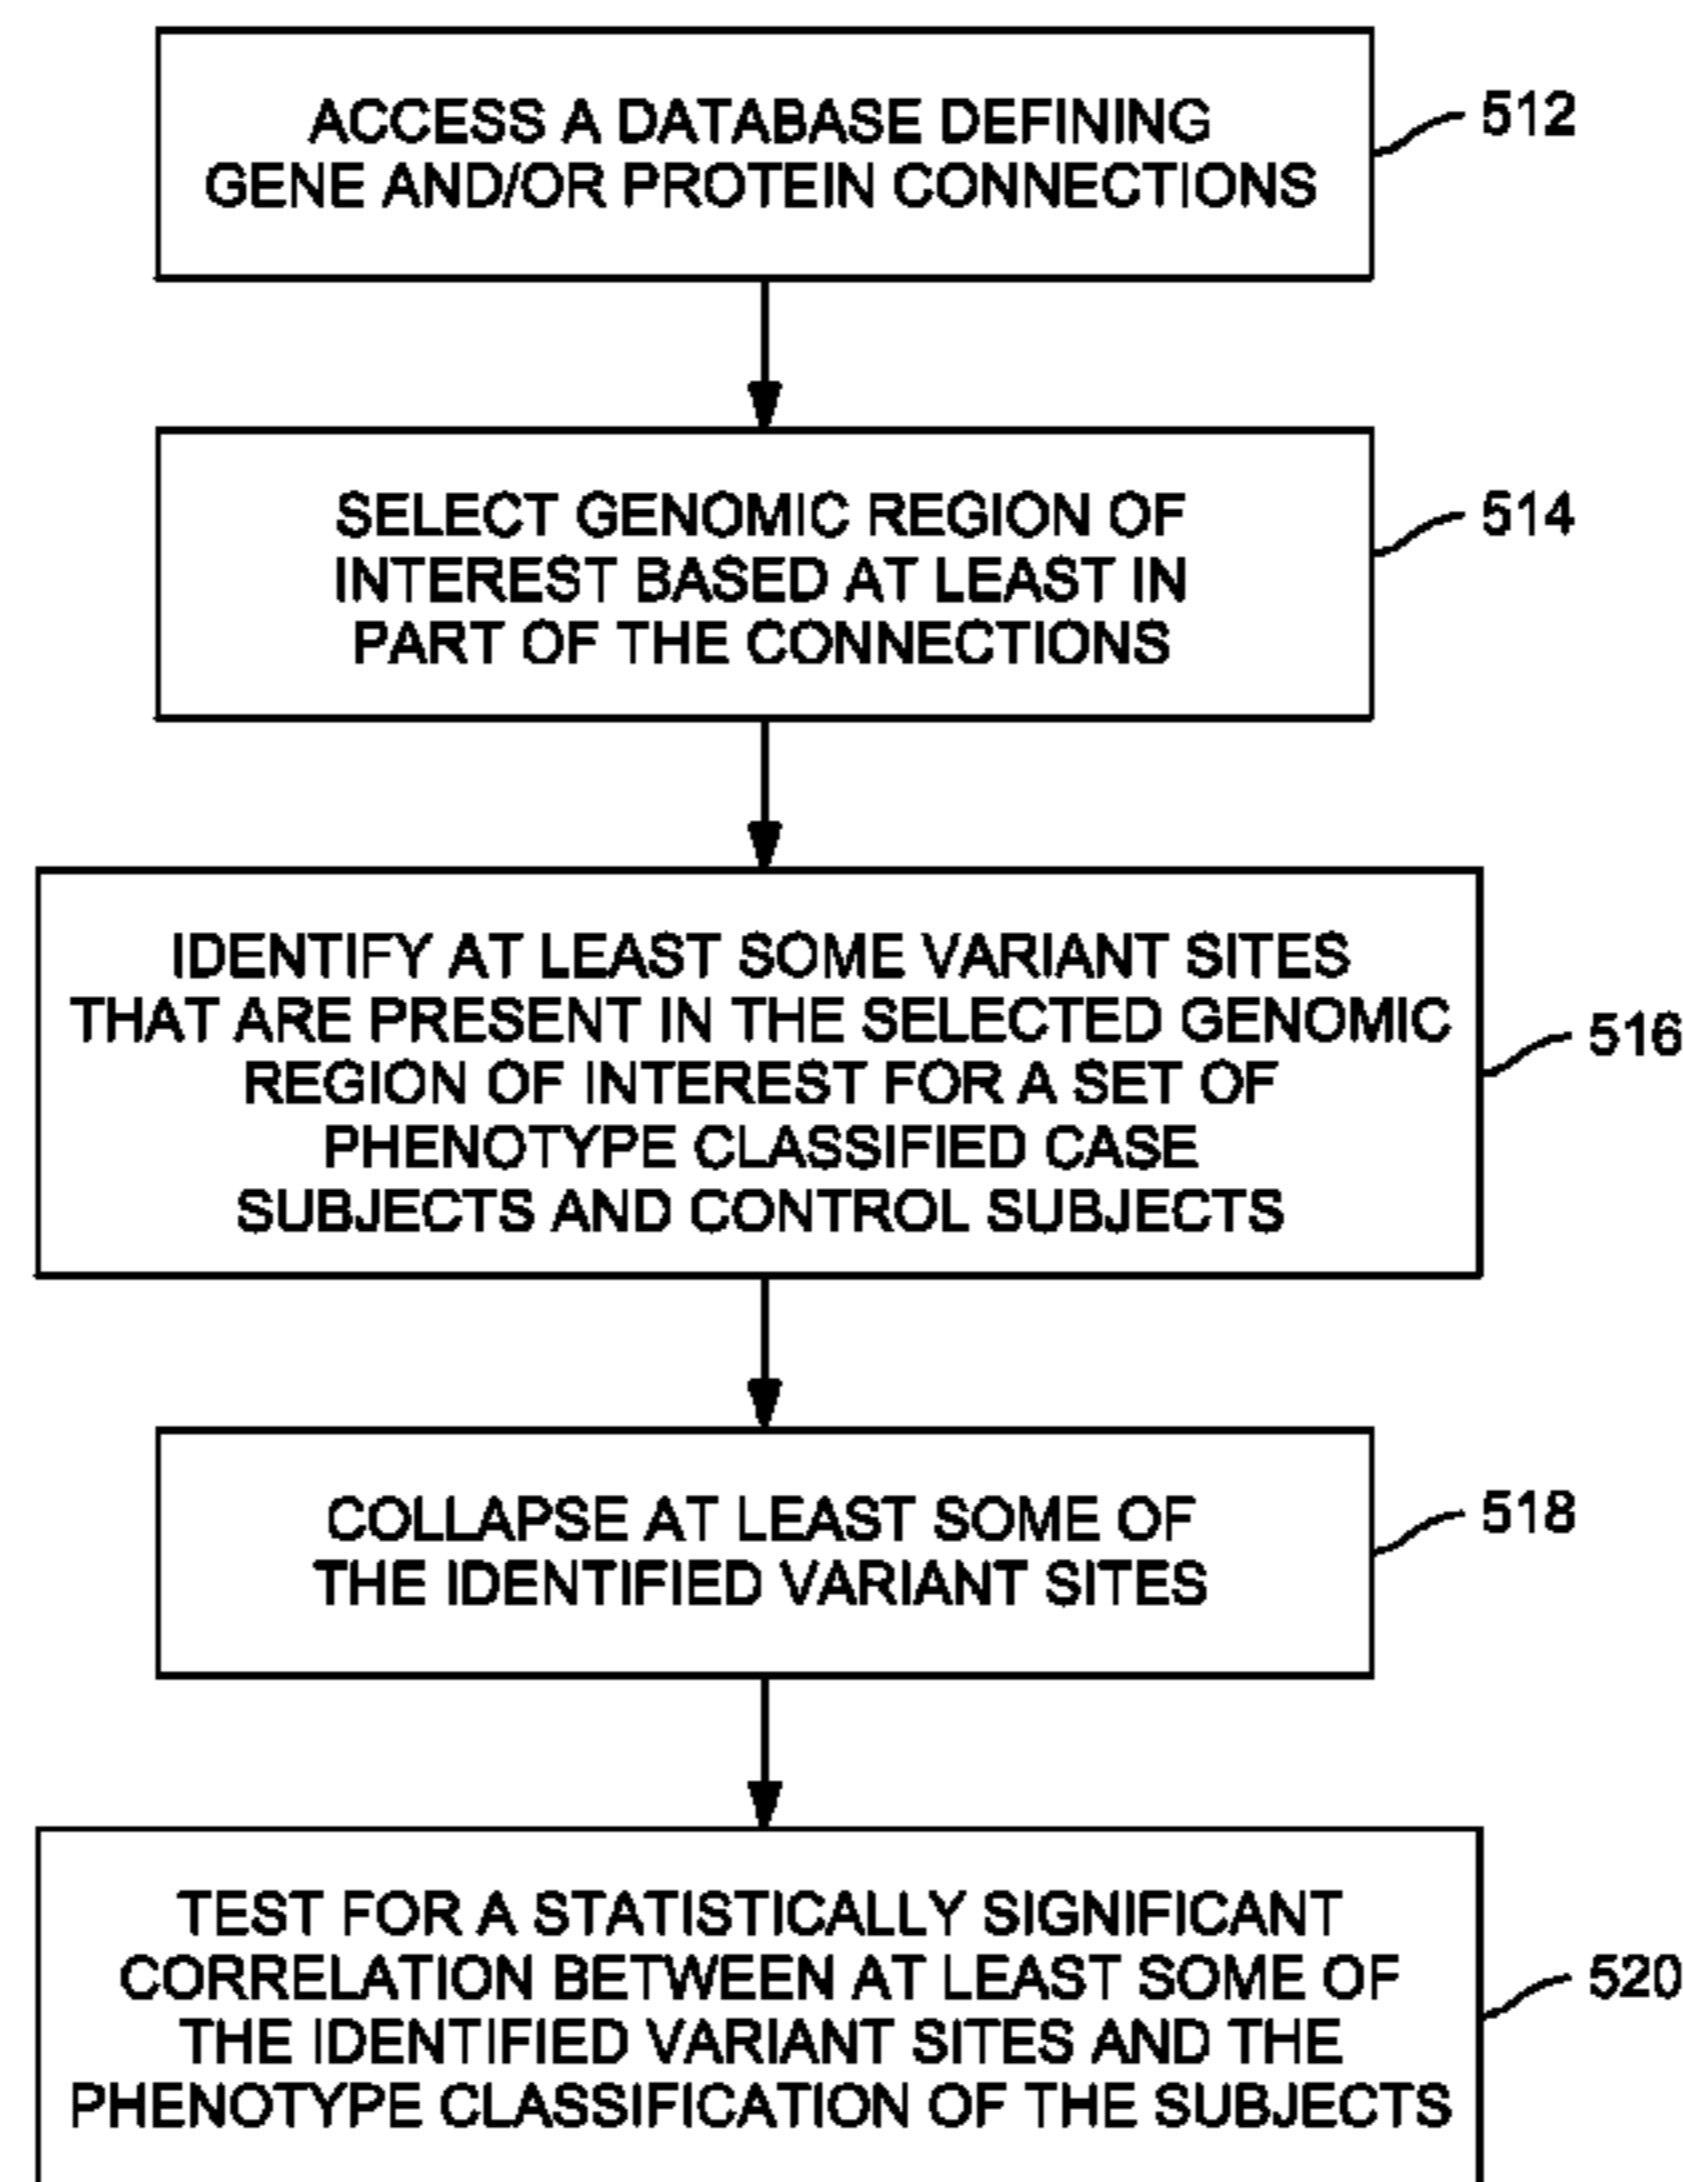 ACCESS A DATABASE DEFINING
GENE AND/OR PROTEIN CONNECTIONS
512
SELECT GENOMIC REGION OF
INTEREST BASED AT LEAST IN
PART OF THE CONNECTIONS
514
IDENTIFY AT LEAST SOME VARIANT SITES
THAT ARE PRESENT IN THE SELECTED GENOMIC
REGION OF INTEREST FOR A SET OF
PHENOTYPE CLASSIFIED CASE
SUBJECTS AND CONTROL SUBJECTS
516
COLLAPSE AT LEAST SOME OF
THE IDENTIFIED VARIANT SITES
518
TEST FOR A STATISTICALLY SIGNIFICANT
CORRELATION BETWEEN AT LEAST SOME OF
THE IDENTIFIED VARIANT SITES AND THE
PHENOTYPE CLASSIFICATION OF THE SUBJECTS
520